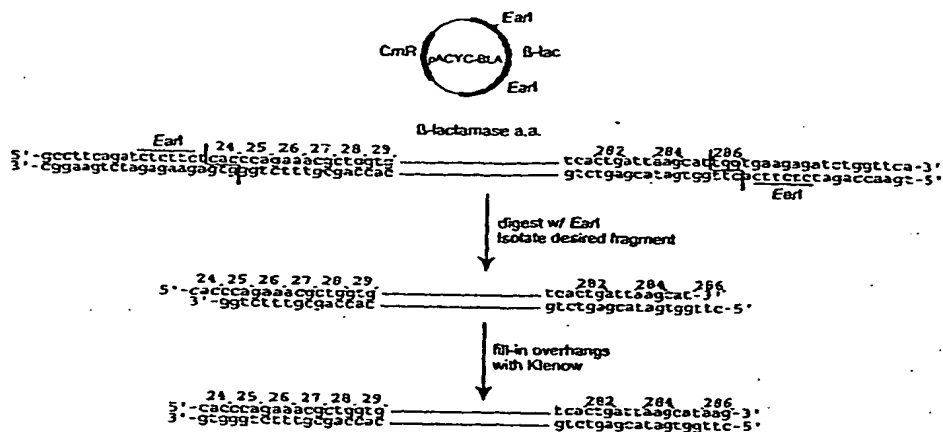 EarI
CmR
pACYC-BLA
ß-lac
EarI
ß-lactamase a.a.
EarI
24 25 26 27 28 29
282 284 286
5'-gccttcagatctcttctcacccagaaacgctggtg tcactgattaagcattggtgaagagatctggttca-3'
3'-cggaagtctagagaagagtgggtctttgcgaccac gtctgagcatagtggttcacttctctagaccaagt-5'
EarI
digest w/ EarI
Isolate desired fragment
24 25 26 27 28 29
282 284 286
5'-cacccagaaacgctggtg tcactgattaagcat-3'
3'-ggtctttgcgaccac gtctgagcatagtggttc-5'
fill-in overhangs
with Klenow
24 25 26 27 28 29
282 284 286
5'-cacccagaaacgctggtg tcactgattaagcataag-3'
3'-gtgggtctttgcgaccac gtctgagcatagtggttc-5'